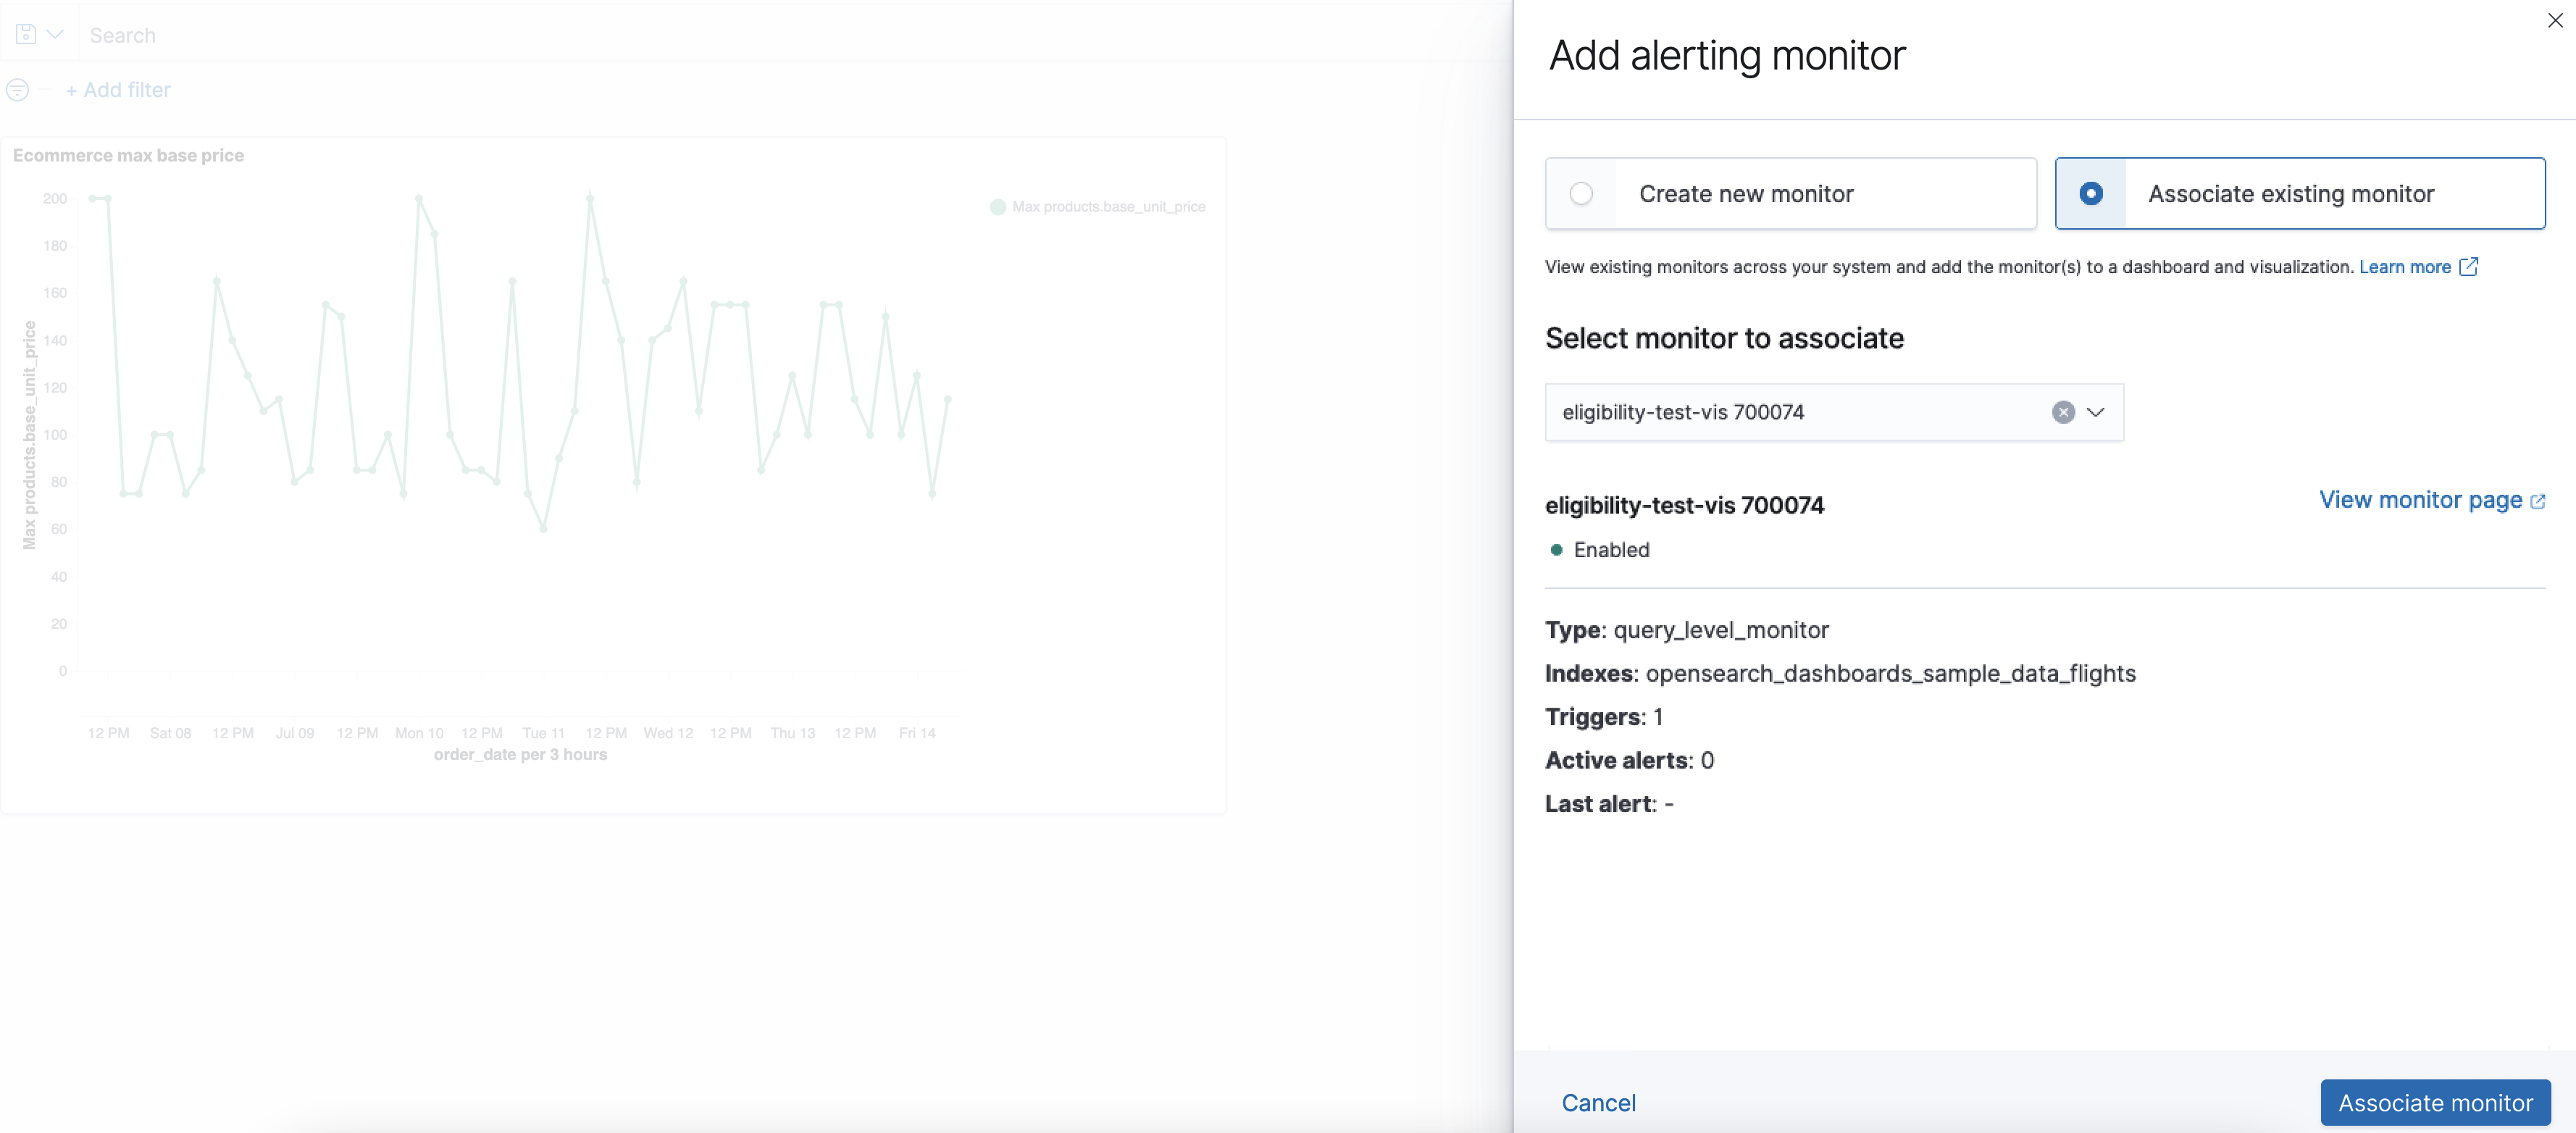 Search
+ Add filter
Ecommerce max base price
Max products.base_unit_price
200
180
160
140
120
100
80
60
40
20
0
Max products.base_unit_price
12 PM Sat 08 12 PM Jul 09 12 PM Mon 10 12 PM Tue 11 12 PM Wed 12 12 PM Thu 13 12 PM Fri 14
order_date per 3 hours
Add alerting monitor
Create new monitor
Associate existing monitor
View existing monitors across your system and add the monitor(s) to a dashboard and visualization. Learn more
Select monitor to associate
eligibility-test-vis 700074
eligibility-test-vis 700074
View monitor page
Enabled
Type: query_level_monitor
Indexes: opensearch_dashboards_sample_data_flights
Triggers: 1
Active alerts: 0
Last alert: -
Cancel
Associate monitor